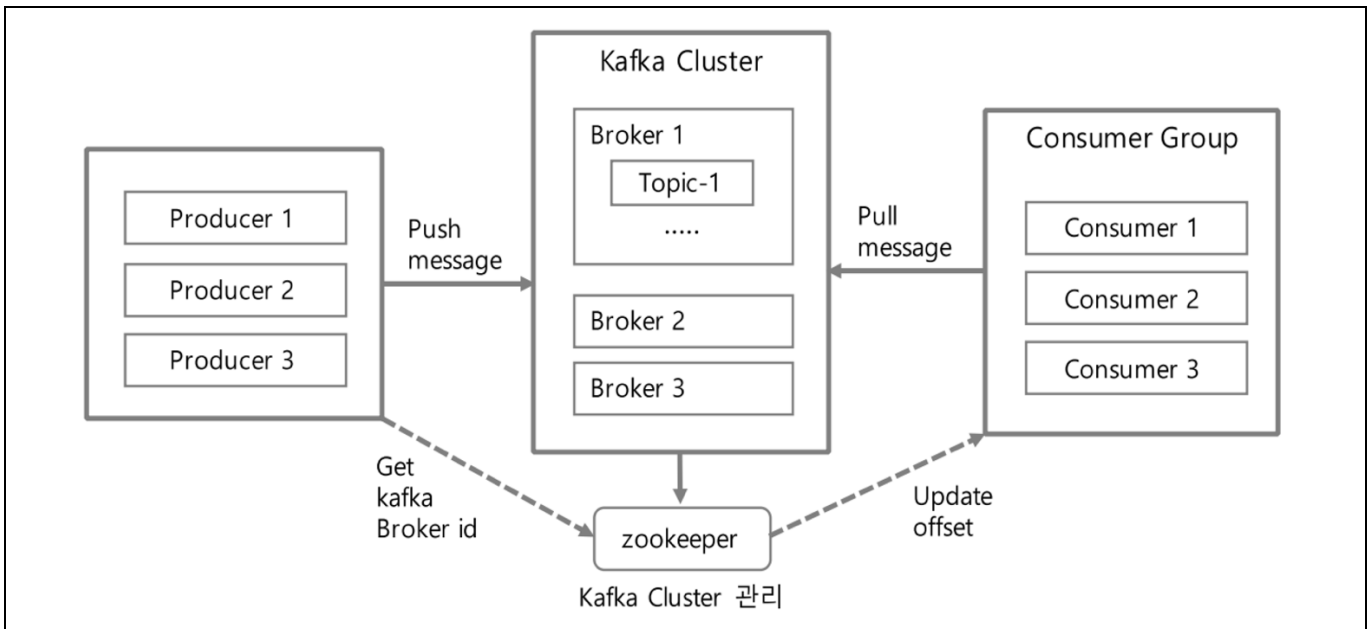 Producer 1
Producer 2
Producer 3
Push
message
Kafka Cluster
Broker 1
Topic-1
.....
Broker 2
Broker 3
Pull
message
Consumer Group
Consumer 1
Consumer 2
Consumer 3
Get
kafka
Broker id
zookeeper
Kafka Cluster 관리
Update
offset